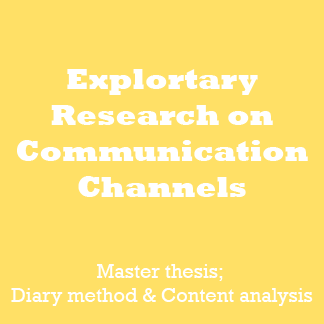 Explortary
Research on
Communication
Channels
Master thesis;
Diary method & Content analysis